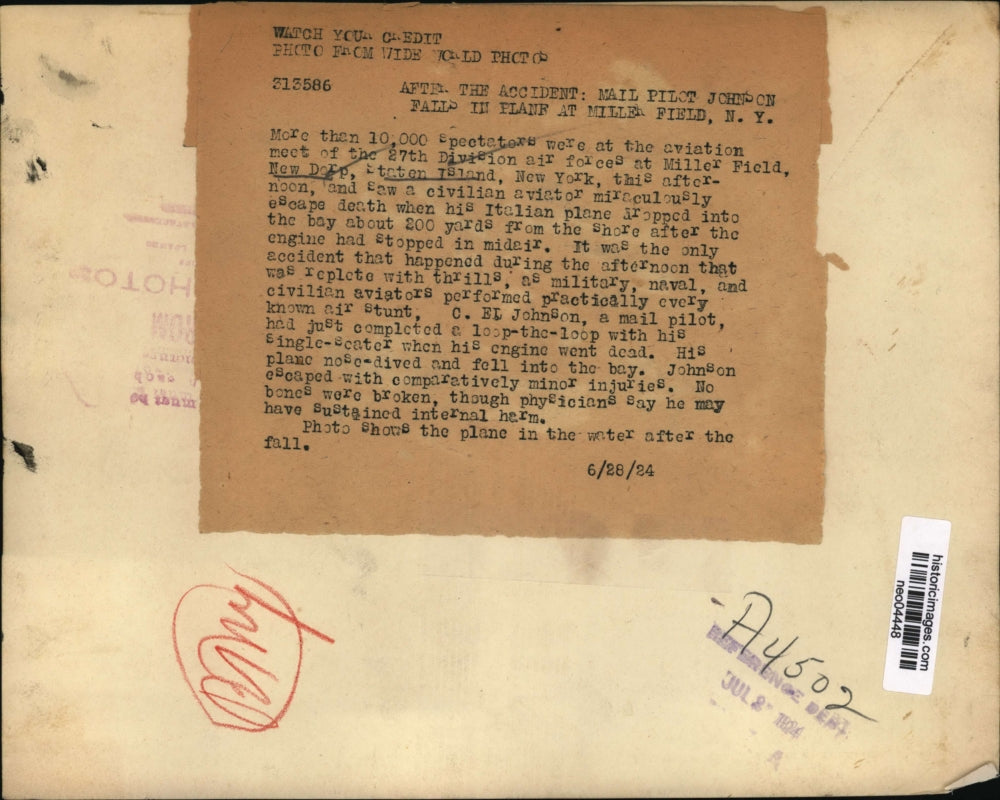 WATCH YOUR CREDIT
PHOTO FROM WIDE WORLD PHOTOS
313586
AFTER THE ACCIDENT: MAIL PILOT JOHNSON
FALLS IN PLANE AT MILLER FIELD, N. Y.
More than 10,000 spectators were at the aviation
meet of the 27th Division air forces at Miller Field,
New Dorp, Staten Island, New York, this after-
noon, and saw a civilian aviator miraculously
escape death when his Italian plane dropped into
the bay about 200 yards from the shore after the
engine had stopped in midair. It was the only
accident that happened during the afternoon that
was replete with thrills, as military, naval, and
civilian aviators performed practically every
known air stunt. C. E. Johnson, a mail pilot,
had just completed a loop-the-loop with his
single-seater when his engine went dead. His
plane nose-dived and fell into the bay. Johnson
escaped with comparatively minor injuries. No
bones were broken, though physicians say he may
have sustained internal harm.
Photo shows the plane in the water after the
fall.
6/28/24
A4502
REFERENCE DEPT.
JUL 2 1924
A
historicimages.com
neo04448